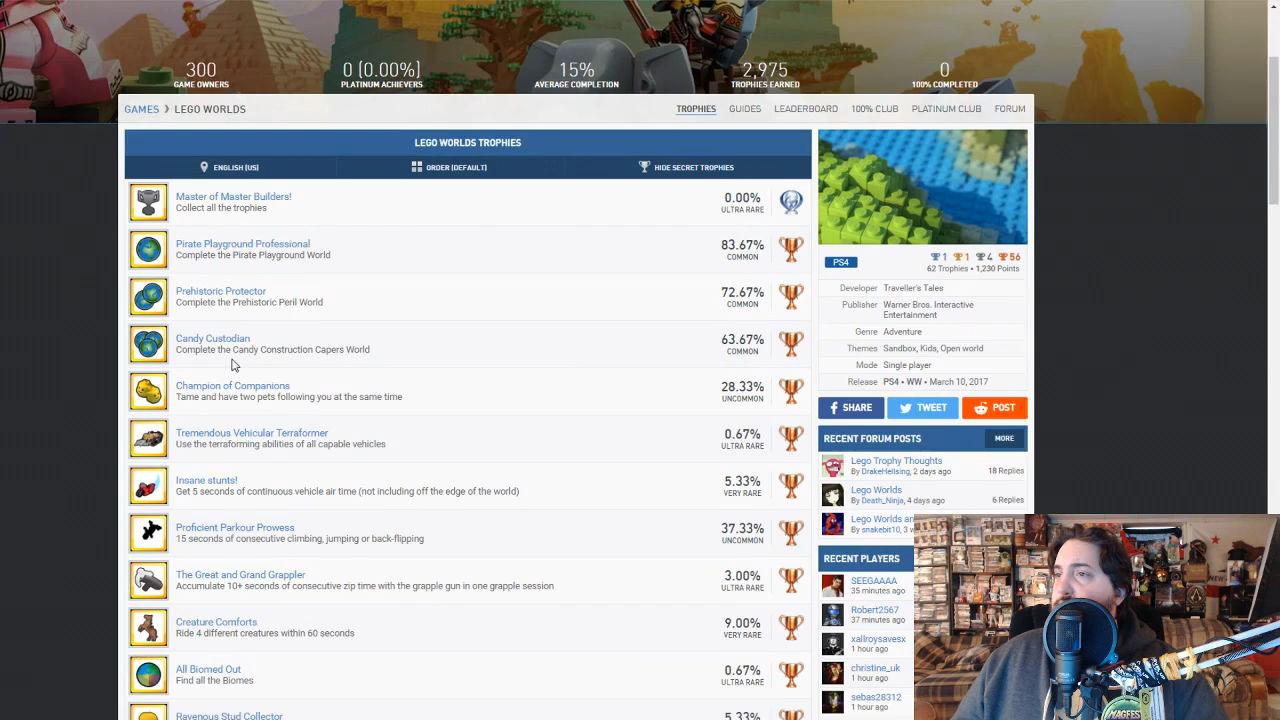 300
GAME OWNERS
0 (0.00%)
PLATINUM ACHIEVERS
15%
AVERAGE COMPLETION
2,975
TROPHIES EARNED
0
100% COMPLETED
GAMES > LEGO WORLDS
TROPHIES GUIDES LEADERBOARD 100% CLUB PLATINUM CLUB FORUM
LEGO WORLDS TROPHIES
ENGLISH (US) ORDER (DEFAULT) HIDE SECRET TROPHIES
Master of Master Builders!
Collect all the trophies
0.00%
ULTRA RARE
Pirate Playground Professional
Complete the Pirate Playground World
83.67%
COMMON
Prehistoric Protector
Complete the Prehistoric Peril World
72.67%
COMMON
Candy Custodian
Complete the Candy Construction Capers World
63.67%
COMMON
Champion of Companions
Tame and have two pets following you at the same time
28.33%
UNCOMMON
Tremendous Vehicular Terraformer
Use the terraforming abilities of all capable vehicles
0.67%
ULTRA RARE
Insane stunts!
Get 5 seconds of continuous vehicle air time (not including off the edge of the world)
5.33%
VERY RARE
Proficient Parkour Prowess
15 seconds of consecutive climbing, jumping or back-flipping
37.33%
UNCOMMON
The Great and Grand Grappler
Accumulate 10+ seconds of consecutive zip time with the grapple gun in one grapple session
3.00%
ULTRA RARE
Creature Comforts
Ride 4 different creatures within 60 seconds
9.00%
VERY RARE
All Biomed Out
Find all the Biomes
0.67%
ULTRA RARE
Ravenous Stud Collector
5.33%
PS4
1 1 4 56
62 Trophies • 1,230 Points
Developer Traveller's Tales
Publisher Warner Bros. Interactive
Entertainment
Genre Adventure
Themes Sandbox, Kids, Open world
Mode Single player
Release PS4 • WW • March 10, 2017
SHARE TWEET POST
RECENT FORUM POSTS MORE
Lego Trophy Thoughts
By DrakeHellsing, 2 days ago
18 Replies
Lego Worlds
By Death_Ninja, 4 days ago
6 Replies
Lego Worlds an
By snakebit10, 3 w
RECENT PLAYERS
SEEGAAAA
35 minutes ago
Robert2567
37 minutes ago
xallroysavesx
1 hour ago
christine_uk
1 hour ago
sebas28312
1 hour ago
MAGFES